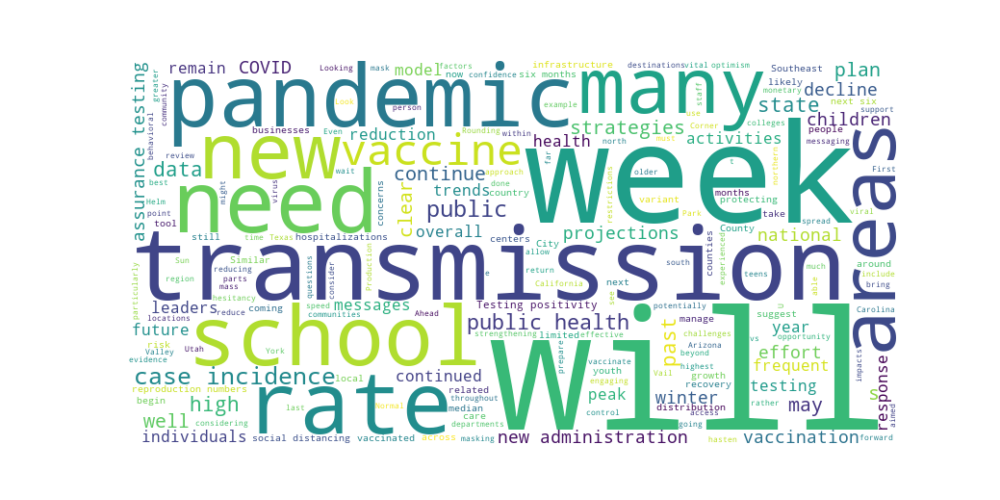 assurance testing
greater
community
behavioral
remain
COVID
Looking
mask
model
factors
now
confidence
infrastructure
six months
destinations
vital
optimism
Southeast
plan
likely
monetary
decline
state
next six
pandemic
many
staff
example
person
use
Corner
colleges
support
children
people
messaging
businesses
Even
reduction
Rounding
within
strategies
north
activities
health
areas
new
vaccine
data
review
wait
approach
far
done
country
older
restrictions
variant
northern
months
protecting
First
take
best
Helm
might
virus
concerns
clear
continue
trends
week
point
tool
need
public
Park
spread
viral
still
time
Texas
hospitalizations
overall
centers
City
allow
projections
County
counties
national
experienced
particularly
Sun
Similar
region
reducing
parts
mass
questions
consider
Production
transmission
return
California
south
teens
around
much
include
able
bring
hesitancy
leaders
locations
reduce
speed
communities
coming
messages
Ahead
Testing positivity
see
next
potentially
suggest
Carolina
future
school
public health
limited
strengthening
effective
manage
challenges
vs
year
opportunity
impacts
risk
Valley
evidence
Utah
York
prepare
past
Arizona
beyond
effort
frequent
response
case incidence
local
continued
vaccinate
youth
engaging
Vail
highest
growth
recovery
testing
rather
s
reproduction numbers
begin
high
last
Normal
rate
related
throughout
median
peak
winter
distribution
access
may
aimed
well
considering
care
departments
control
going
will
individuals
social distancing
vaccinated
across
masking
new administration
hasten
vaccination
forward